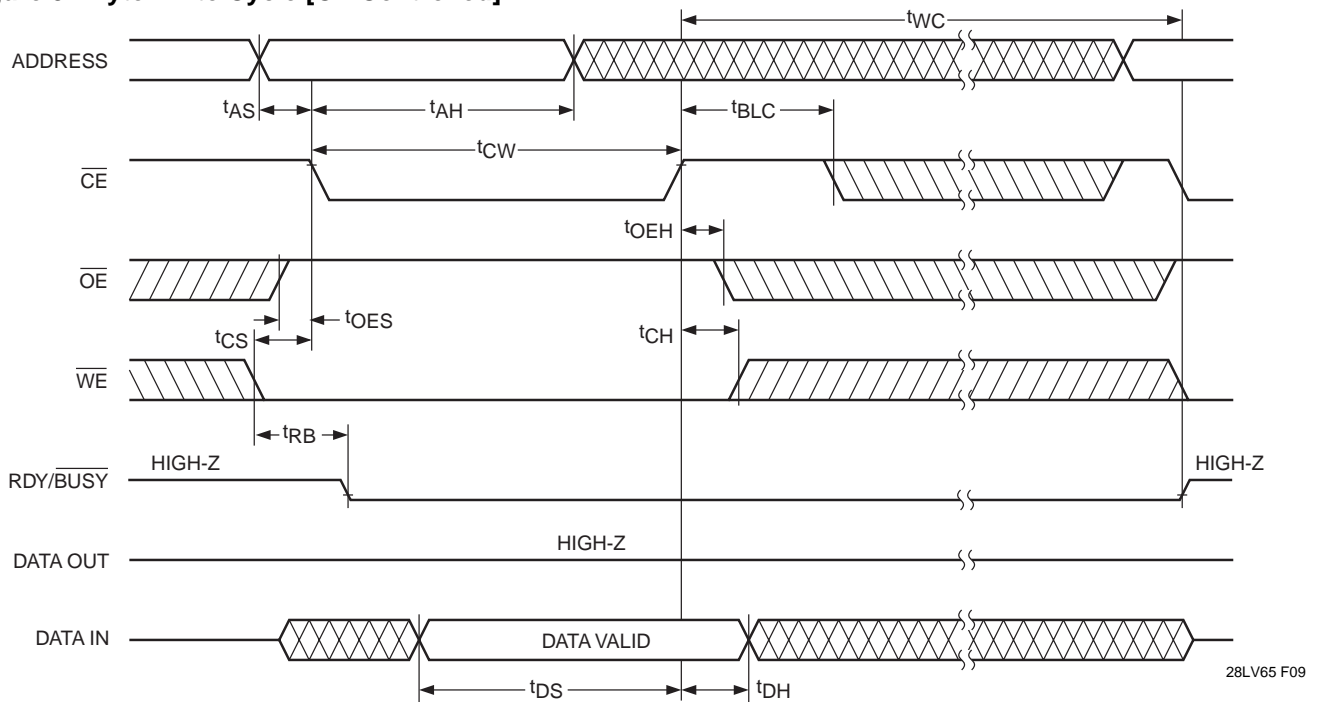 tWC
ADDRESS
tAS
tAH
tBLC
tCW
CE
tOEH
OE
tOES
tCS
tCH
WE
tRB
HIGH-Z
HIGH-Z
RDY/BUSY
HIGH-Z
DATA OUT
DATA IN
DATA VALID
28LV65 F09
tDS
tDH